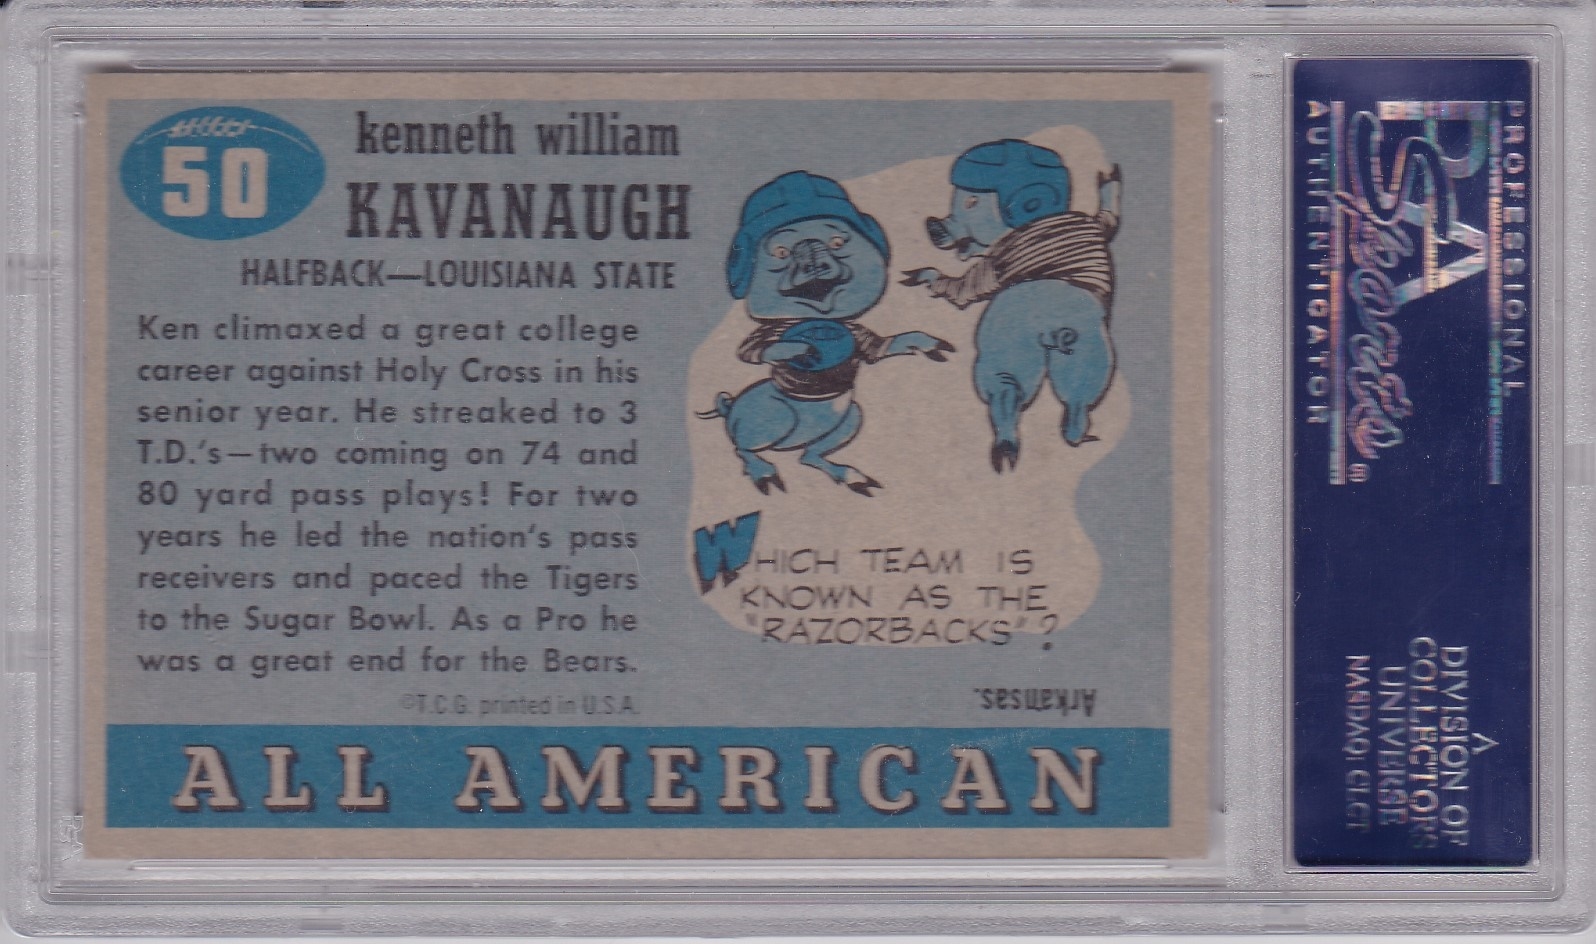 50
kenneth william
KAVANAUGH
HALFBACK—LOUISIANA STATE
Ken climaxed a great college
career against Holy Cross in his
senior year. He streaked to 3
T.D.'s—two coming on 74 and
80 yard pass plays! For two
years he led the nation's pass
receivers and paced the Tigers
to the Sugar Bowl. As a Pro he
was a great end for the Bears.
©T.C.G. printed in U.S.A.
WHICH TEAM IS
KNOWN AS THE
"RAZORBACKS"?
Arkansas.
ALL AMERICAN
PROFESSIONAL
PSA
Sports
®
AUTHENTICATOR
A
DIVISION OF
COLLECTORS
UNIVERSE
NASDAQ: CLCT